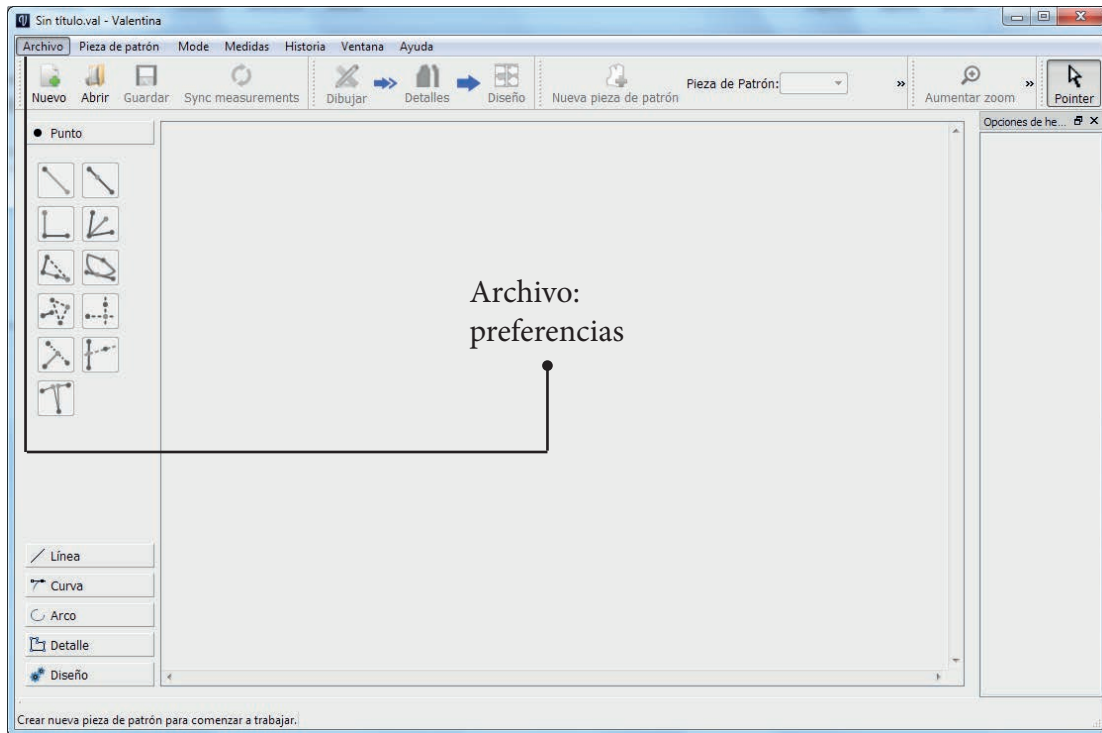 Sin título.val - Valentina
Archivo Pieza de patrón Mode Medidas Historia Ventana Ayuda
Nuevo Abrir Guardar Sync measurements Dibujar Detalles Diseño Nueva pieza de patrón Pieza de Patrón: » Aumentar zoom » Pointer
Opciones de he...
Punto
Archivo:
preferencias
Línea
Curva
Arco
Detalle
Diseño
Crear nueva pieza de patrón para comenzar a trabajar.